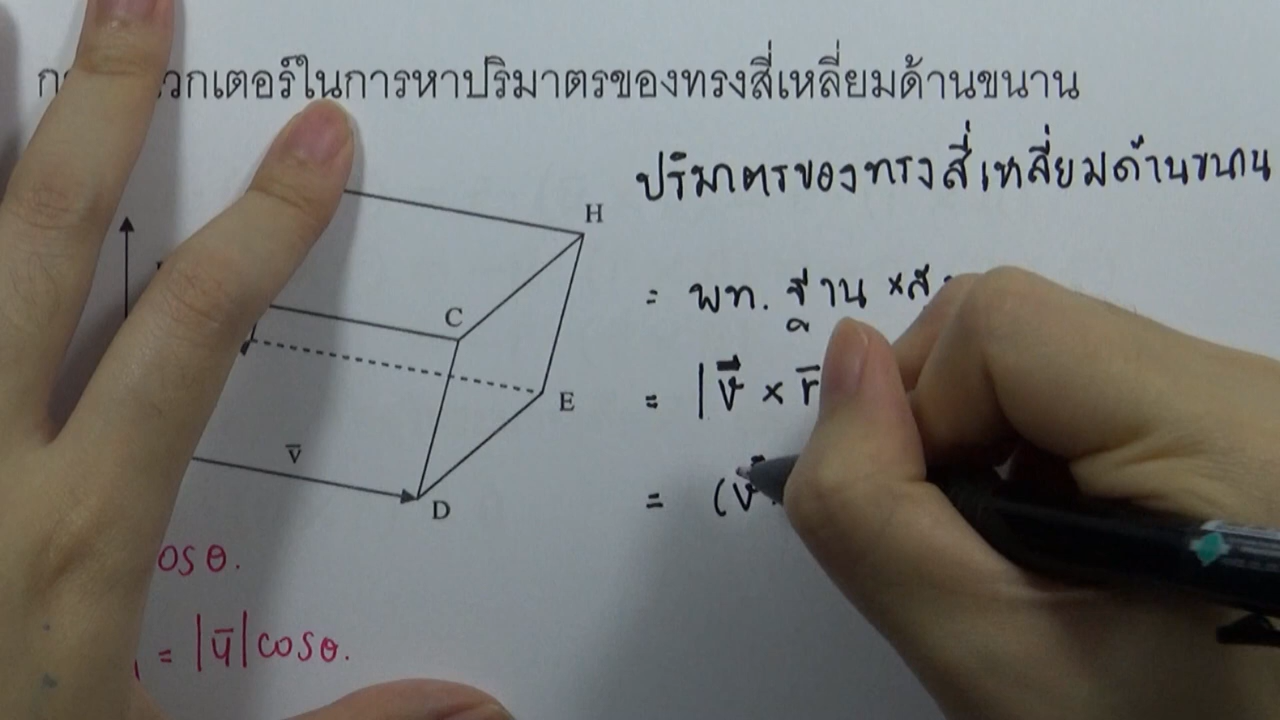 วกเตอร์ในการหาปริมาตรของทรงสี่เหลี่ยมด้านขนาน
ปริมาตรของทรงสี่เหลี่ยมด้านขนาน
H
C
E
v̄
D
= พท. ฐาน ×
= |v⃗ × r̄
= (v̄
os θ.
= |ū| cos θ.